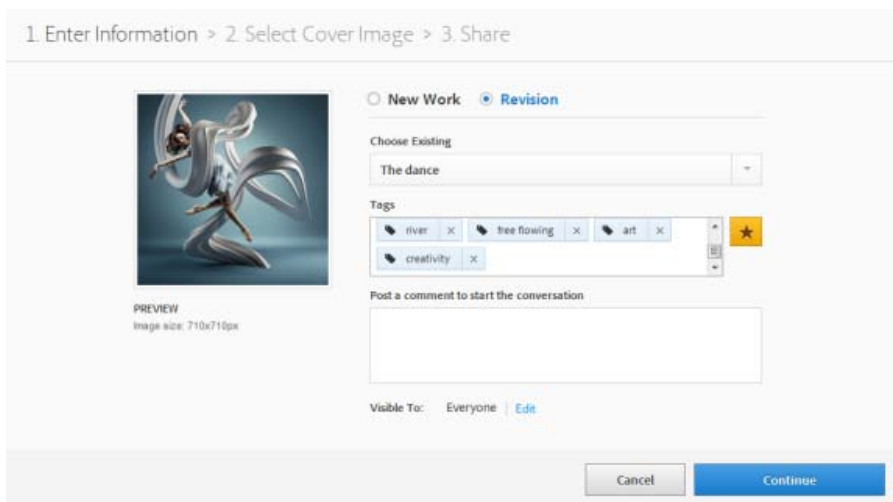 1. Enter Information > 2. Select Cover Image > 3. Share
New Work Revision
Choose Existing
The dance
Tags
river x free flowing x art x
creativity x
Post a comment to start the conversation
PREVIEW
Image size: 710x710px
Visible To: Everyone Edit
Cancel Continue